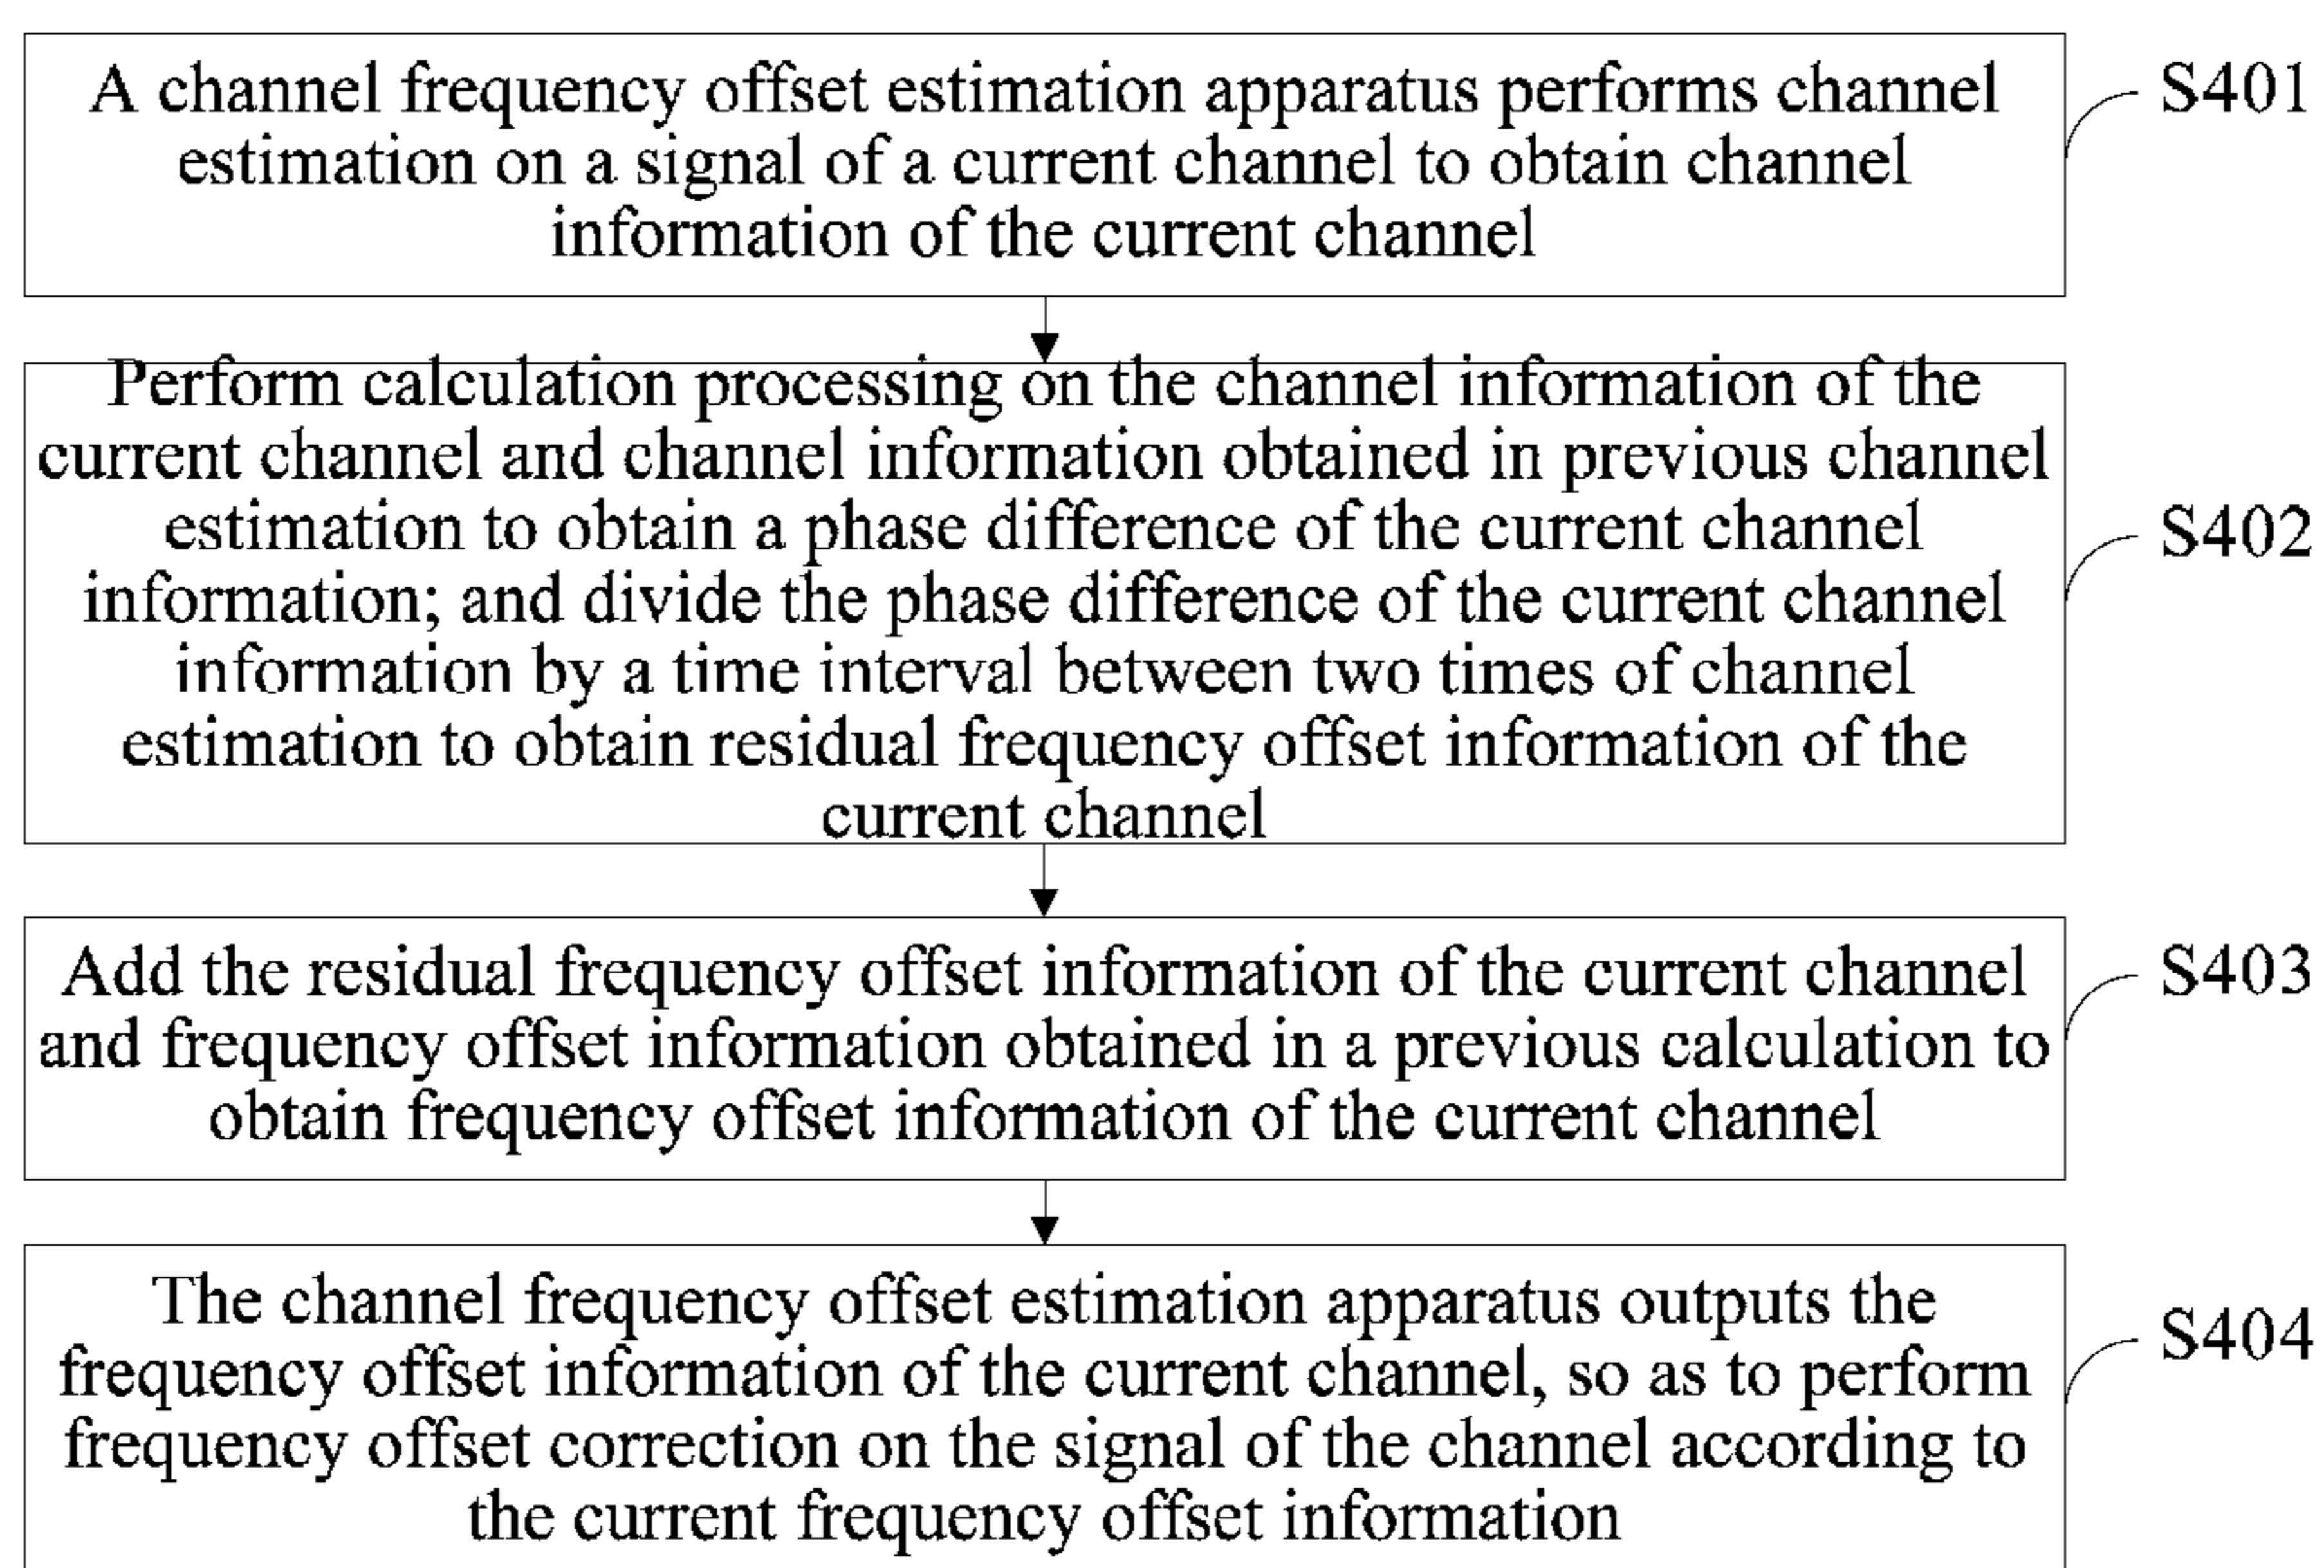 A channel frequency offset estimation apparatus performs channel
estimation on a signal of a current channel to obtain channel
information of the current channel
S401
Perform calculation processing on the channel information of the
current channel and channel information obtained in previous channel
estimation to obtain a phase difference of the current channel
information; and divide the phase difference of the current channel
information by a time interval between two times of channel
estimation to obtain residual frequency offset information of the
current channel
S402
Add the residual frequency offset information of the current channel
and frequency offset information obtained in a previous calculation to
obtain frequency offset information of the current channel
S403
The channel frequency offset estimation apparatus outputs the
frequency offset information of the current channel, so as to perform
frequency offset correction on the signal of the channel according to
the current frequency offset information
S404